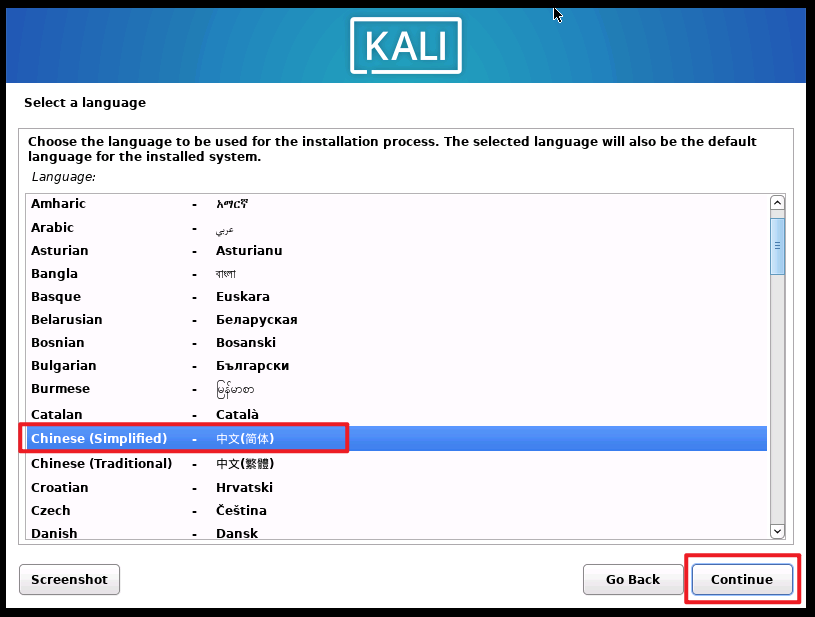 KALI
Select a language
Choose the language to be used for the installation process. The selected language will also be the default
language for the installed system.
Language:
Amharic - አማርኛ
Arabic - عربي
Asturian - Asturianu
Bangla - বাংলা
Basque - Euskara
Belarusian - Беларуская
Bosnian - Bosanski
Bulgarian - Български
Burmese - မြန်မာစာ
Catalan - Català
Chinese (Simplified) - 中文(简体)
Chinese (Traditional) - 中文(繁體)
Croatian - Hrvatski
Czech - Čeština
Danish - Dansk
Screenshot Go Back Continue